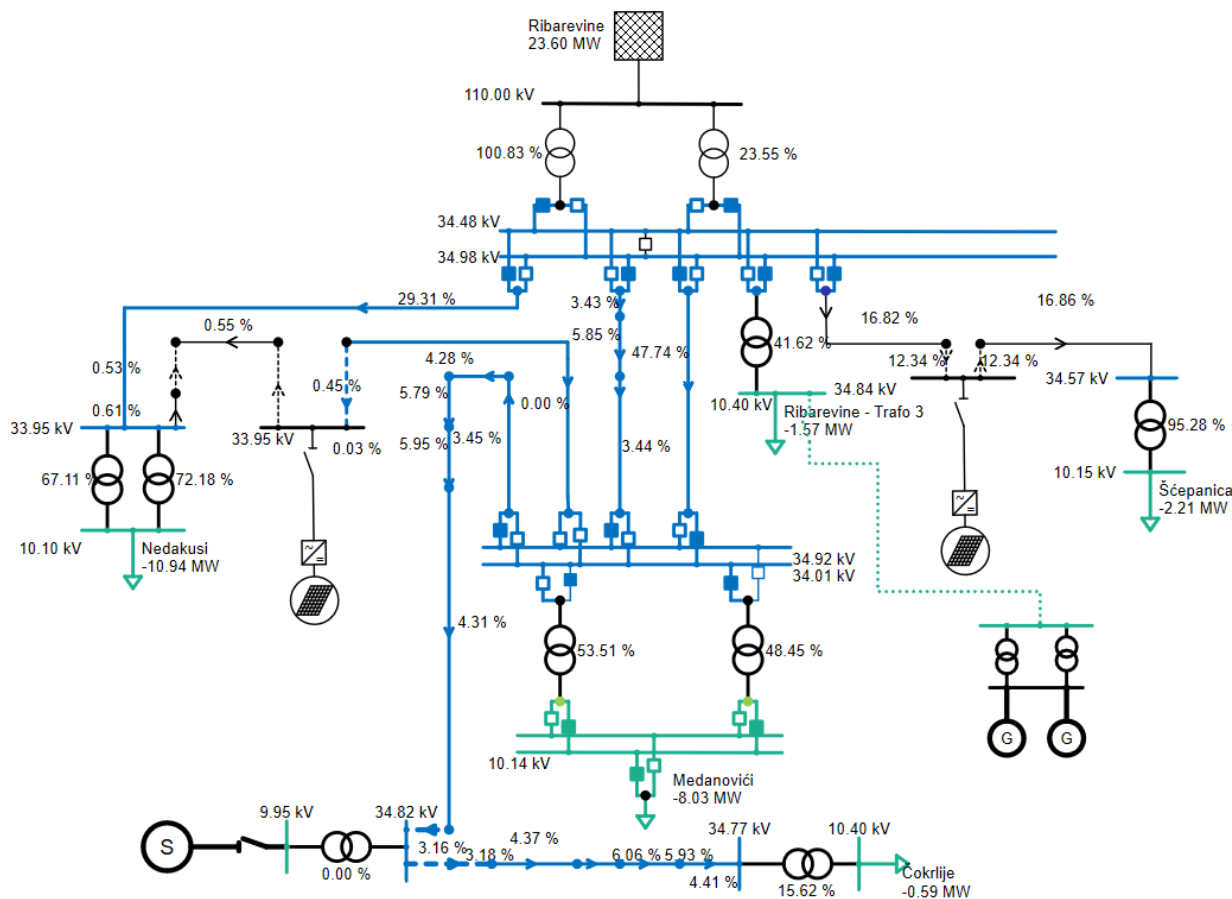 Ribarevine
23.60 MW
110.00 kV
100.83 %
23.55 %
34.48 kV
34.98 kV
29.31 %
3.43 %
16.86 %
0.55 %
5.85 %
16.82 %
4.28 %
47.74 %
41.62 %
0.53 %
0.45 %
5.79 %
0.00 %
12.34 %
12.34 %
34.84 kV
34.57 kV
0.61 %
10.40 kV
Ribarevine - Trafo 3
-1.57 MW
33.95 kV
33.95 kV
0.03 %
5.95 %
3.45 %
3.44 %
95.28 %
67.11 %
72.18 %
10.15 kV
Šćepanica
-2.21 MW
10.10 kV
Nedakusi
-10.94 MW
34.92 kV
34.01 kV
4.31 %
53.51 %
48.45 %
G
G
10.14 kV
Medanovići
-8.03 MW
9.95 kV
34.82 kV
34.77 kV
10.40 kV
S
3.16 %
3.18 %
4.37 %
6.06 %
5.93 %
0.00 %
4.41 %
15.62 %
Cokrlije
-0.59 MW